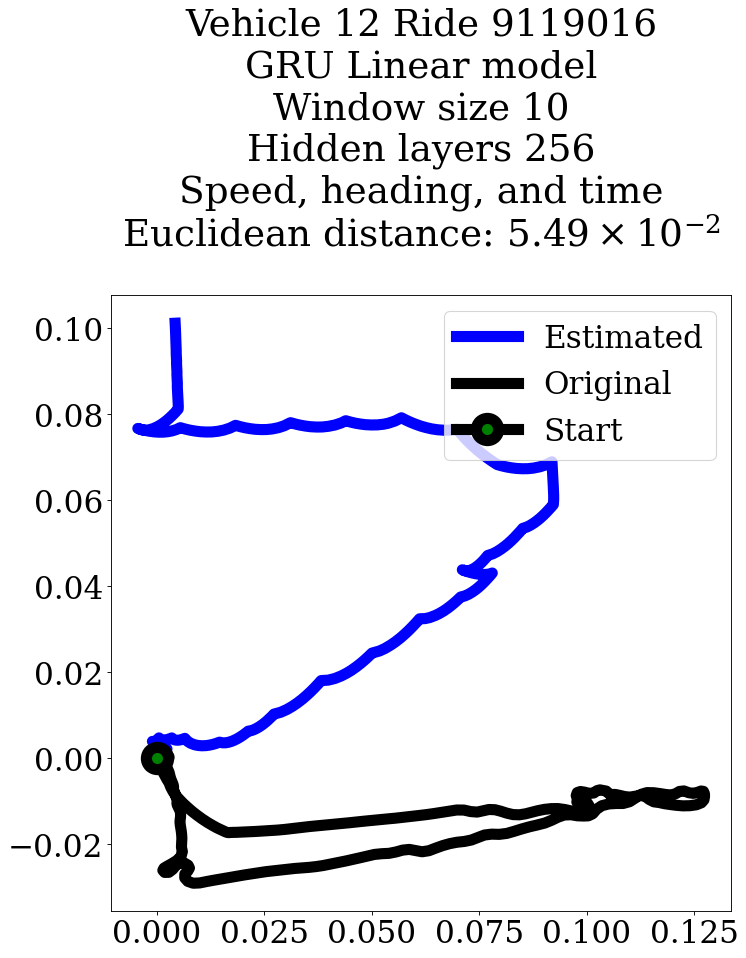 Vehicle 12 Ride 9119016
GRU Linear model
Window size 10
Hidden layers 256
Speed, heading, and time
Euclidean distance: 5.49 × 10⁻²
Estimated
Original
Start
0.10
0.08
0.06
0.04
0.02
0.00
−0.02
0.000 0.025 0.050 0.075 0.100 0.125